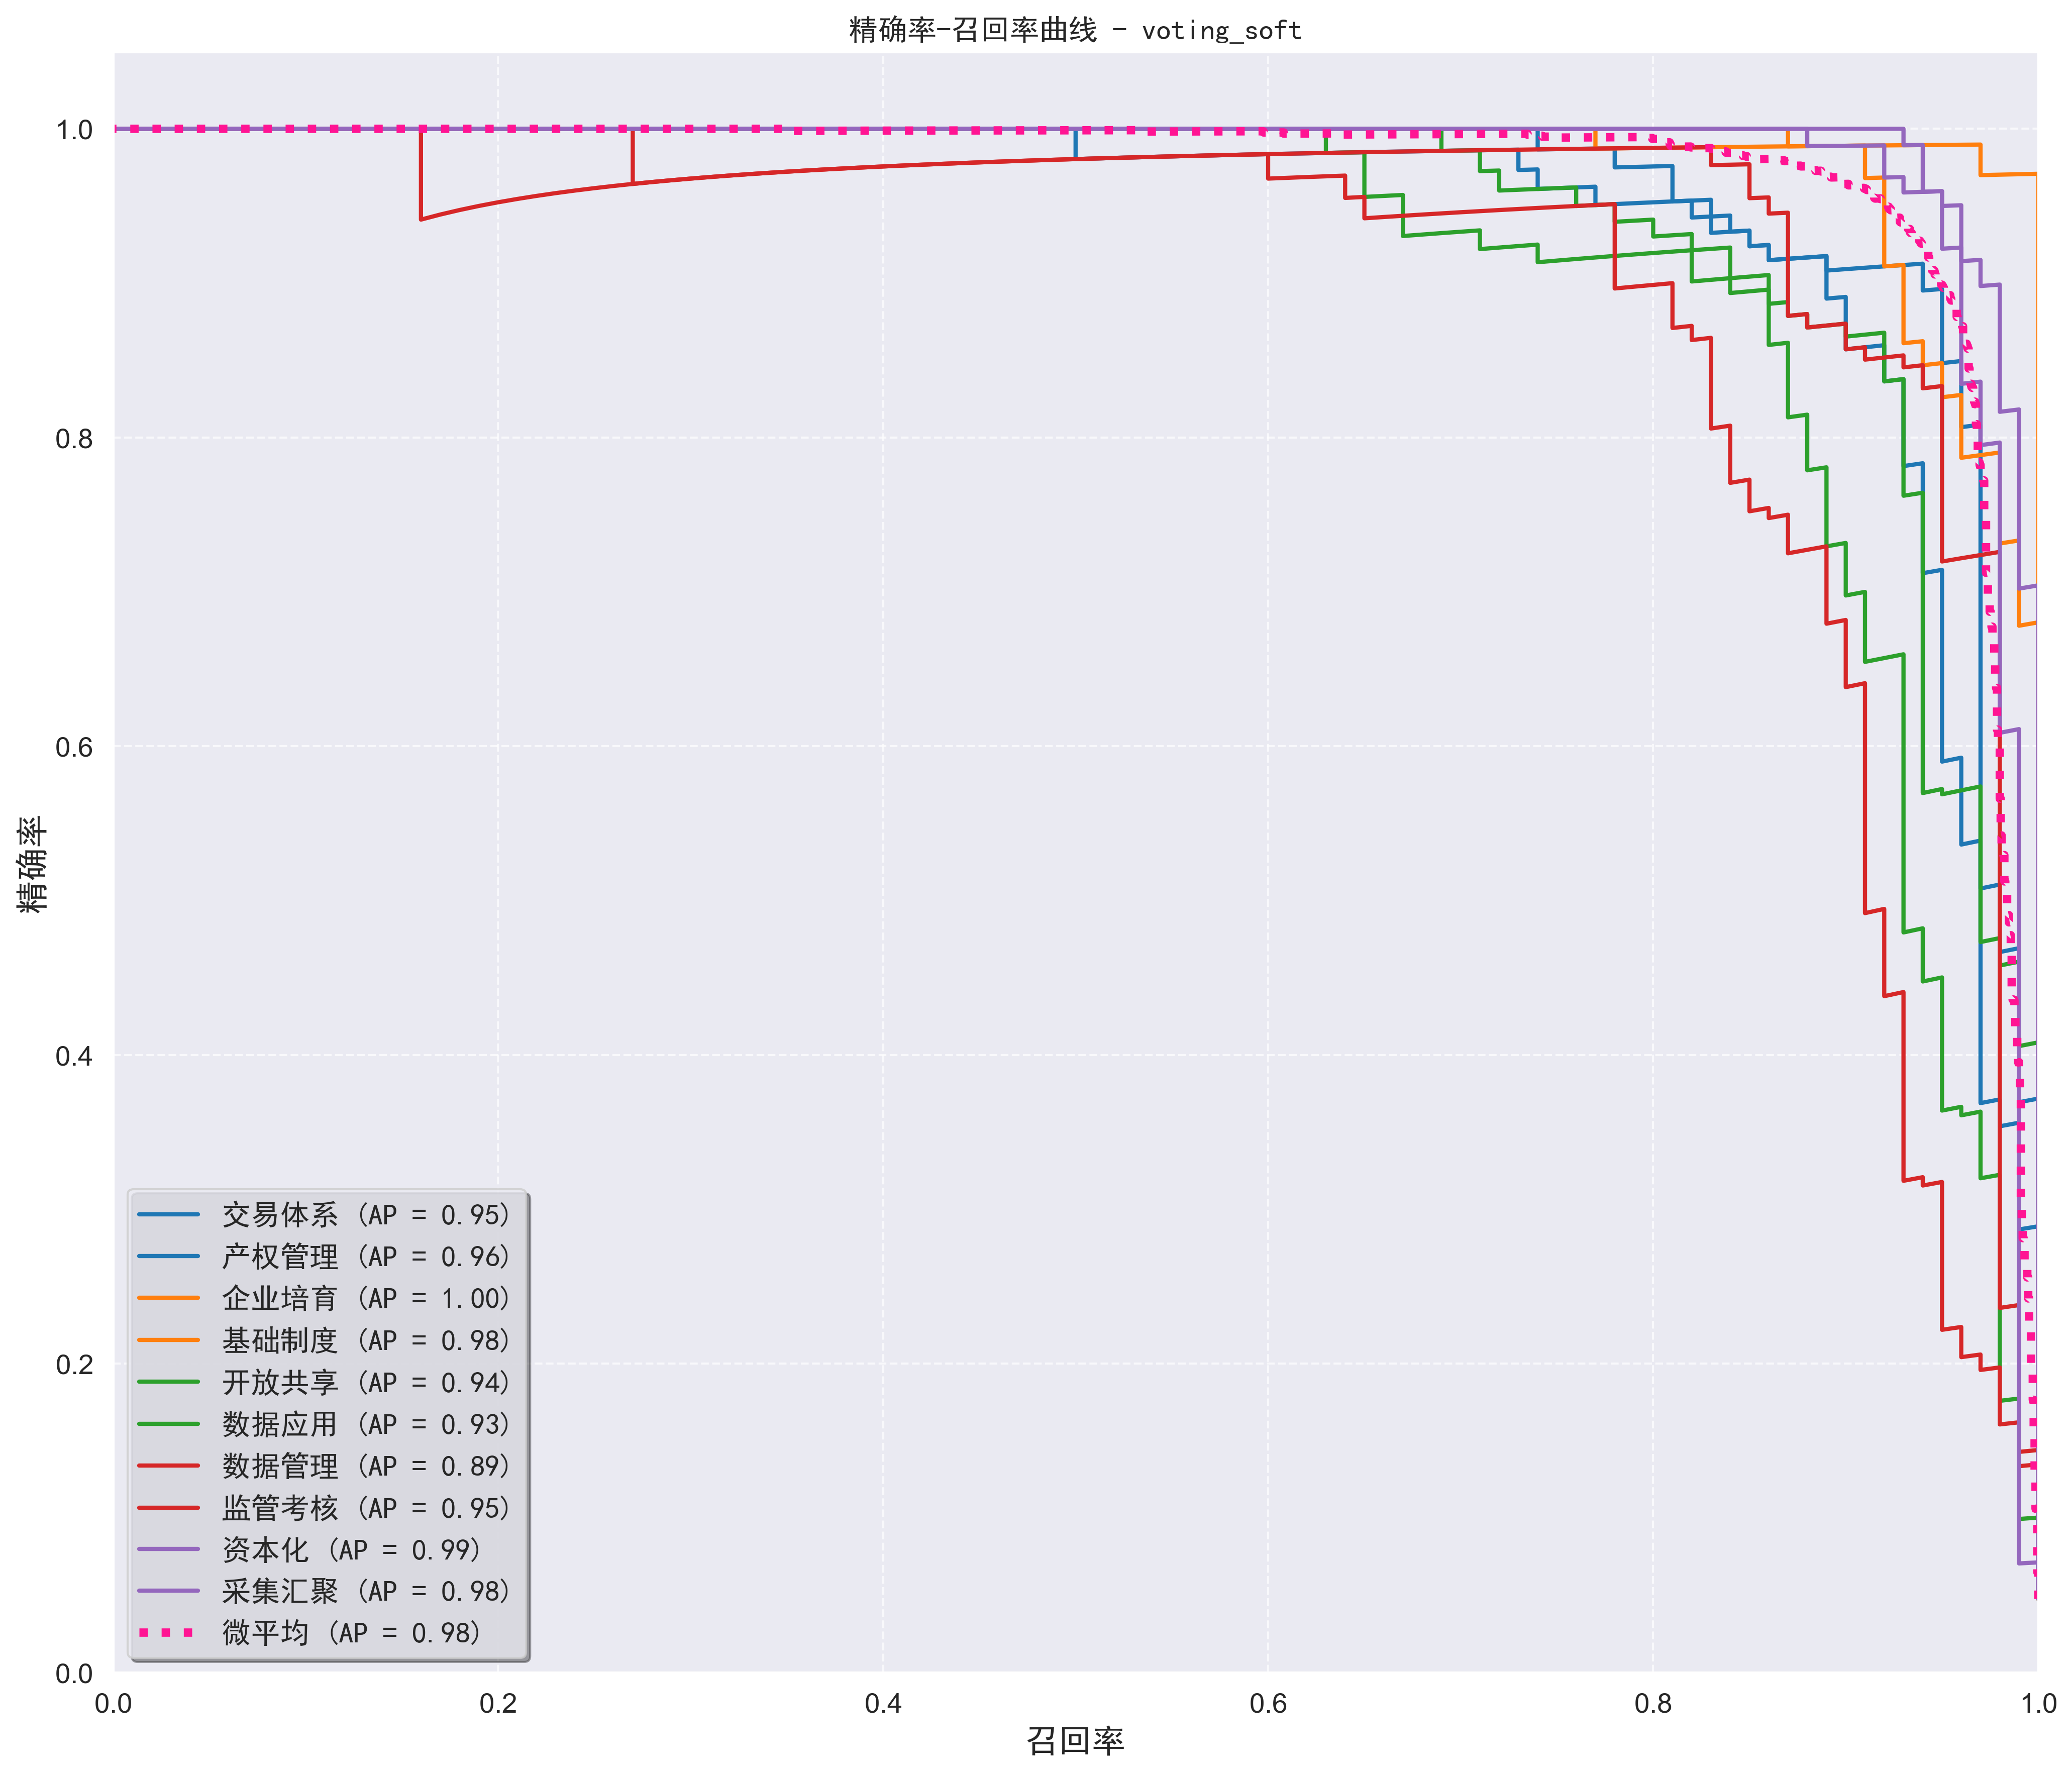 精确率-召回率曲线 - voting_soft
精确率
1.0
0.8
0.6
0.4
0.2
0.0
交易体系 (AP = 0.95)
产权管理 (AP = 0.96)
企业培育 (AP = 1.00)
基础制度 (AP = 0.98)
开放共享 (AP = 0.94)
数据应用 (AP = 0.93)
数据管理 (AP = 0.89)
监管考核 (AP = 0.95)
资本化 (AP = 0.99)
采集汇聚 (AP = 0.98)
微平均 (AP = 0.98)
0.0 0.2 0.4 0.6 0.8 1.0
召回率